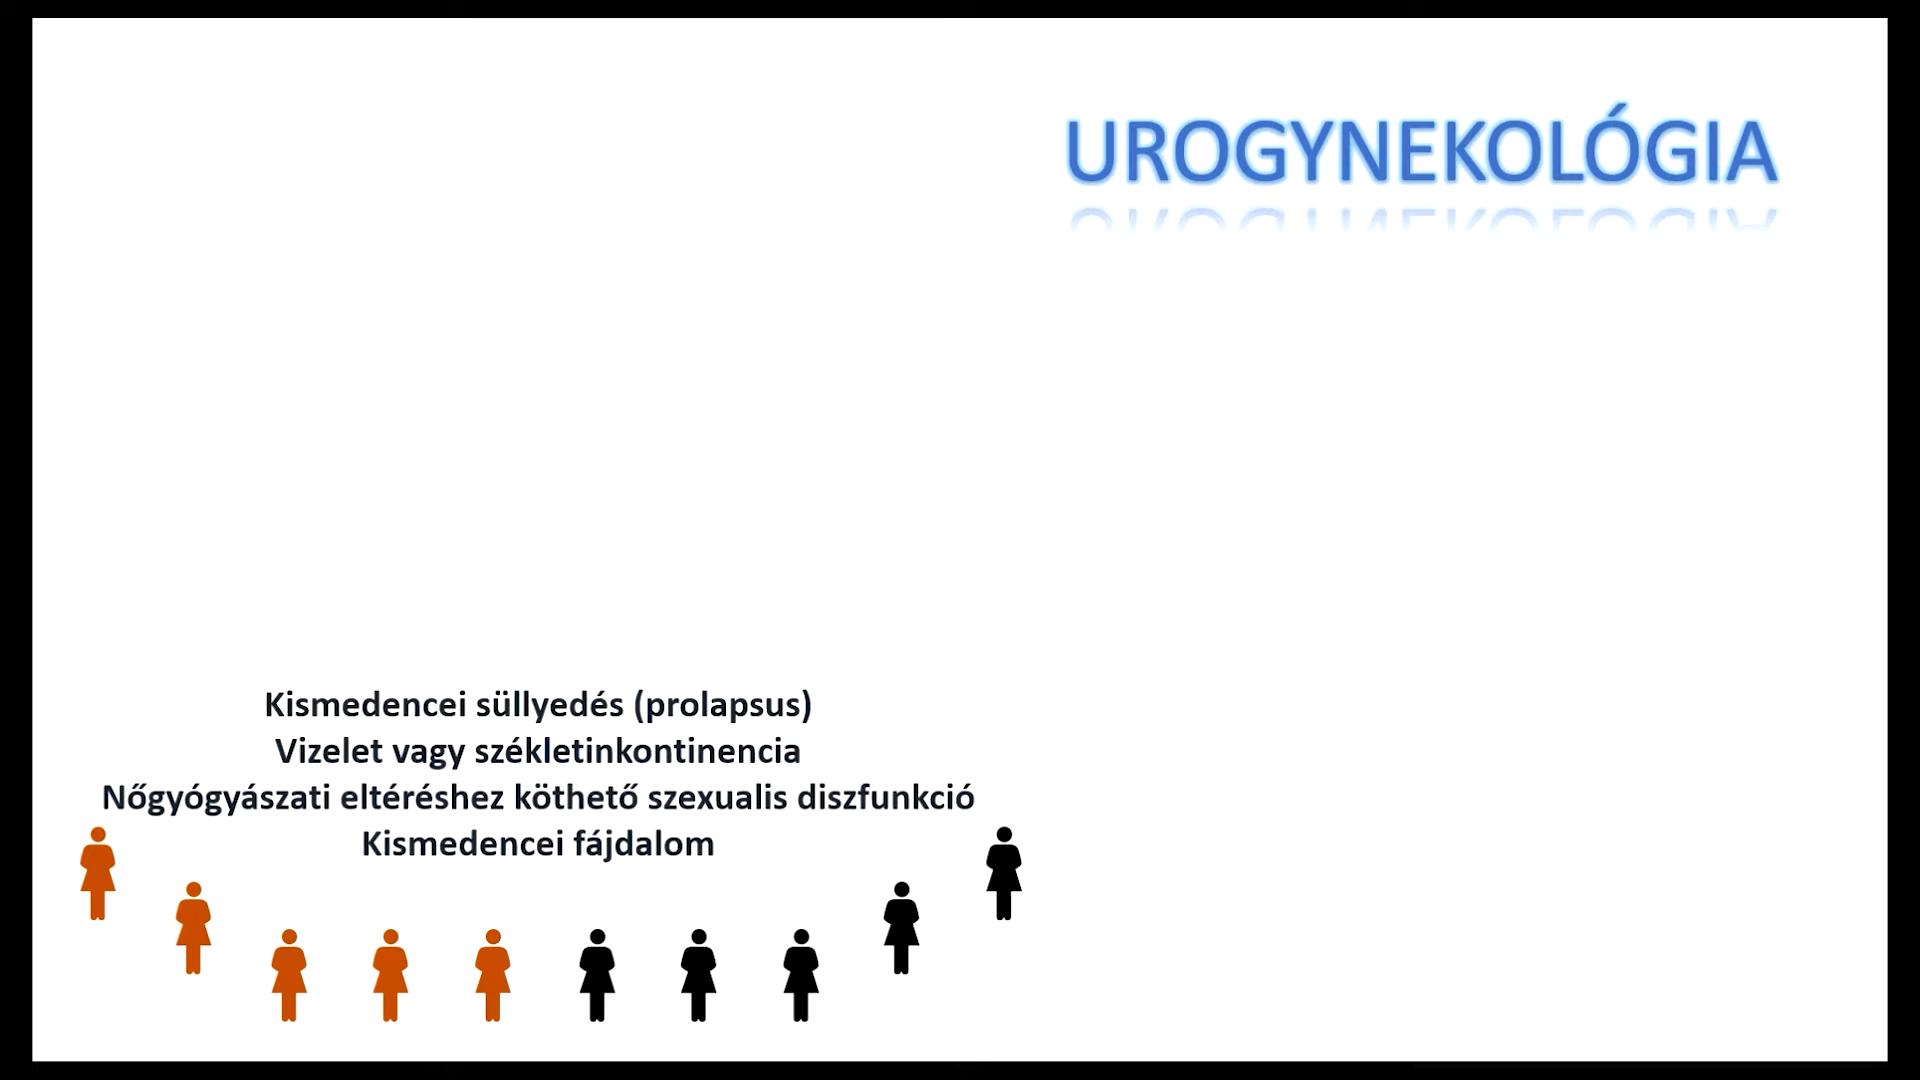 UROGYNEKOLÓGIA
Kismedencei süllyedés (prolapsus)
Vizelet vagy székletinkontinencia
Nőgyógyászati eltéréshez köthető szexualis diszfunkció
Kismedencei fájdalom